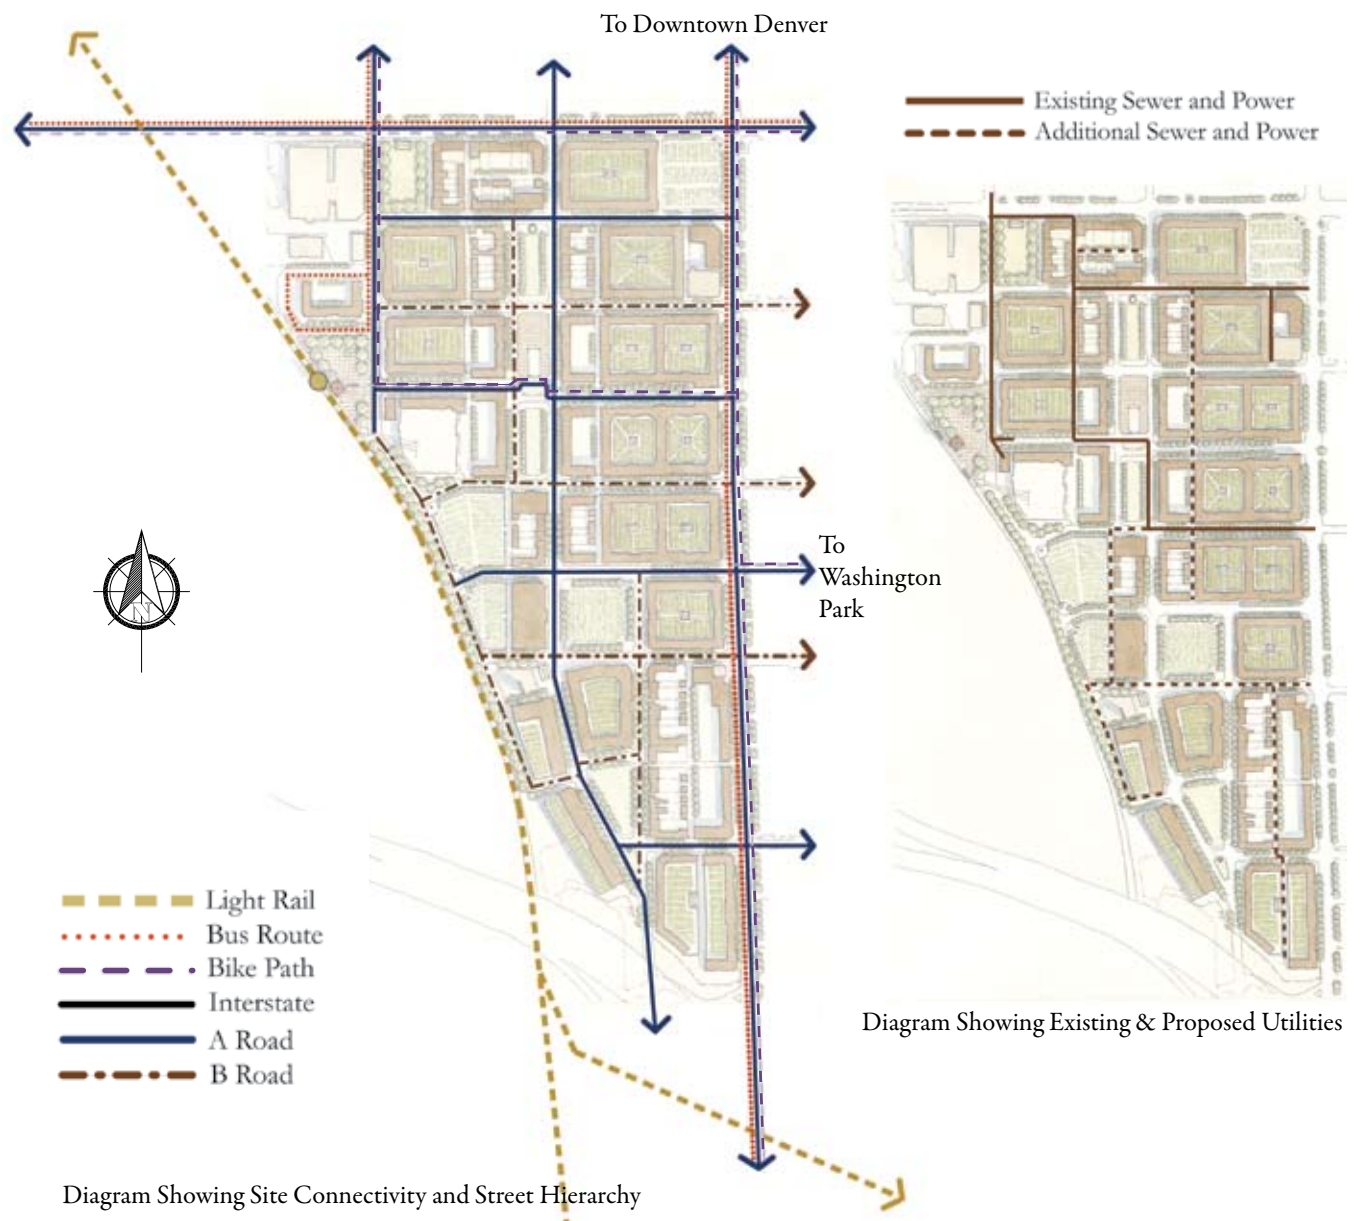 To Downtown Denver
Existing Sewer and Power
Additional Sewer and Power
To
Washington
Park
N
Light Rail
Bus Route
Bike Path
Interstate
A Road
B Road
Diagram Showing Existing & Proposed Utilities
Diagram Showing Site Connectivity and Street Hierarchy